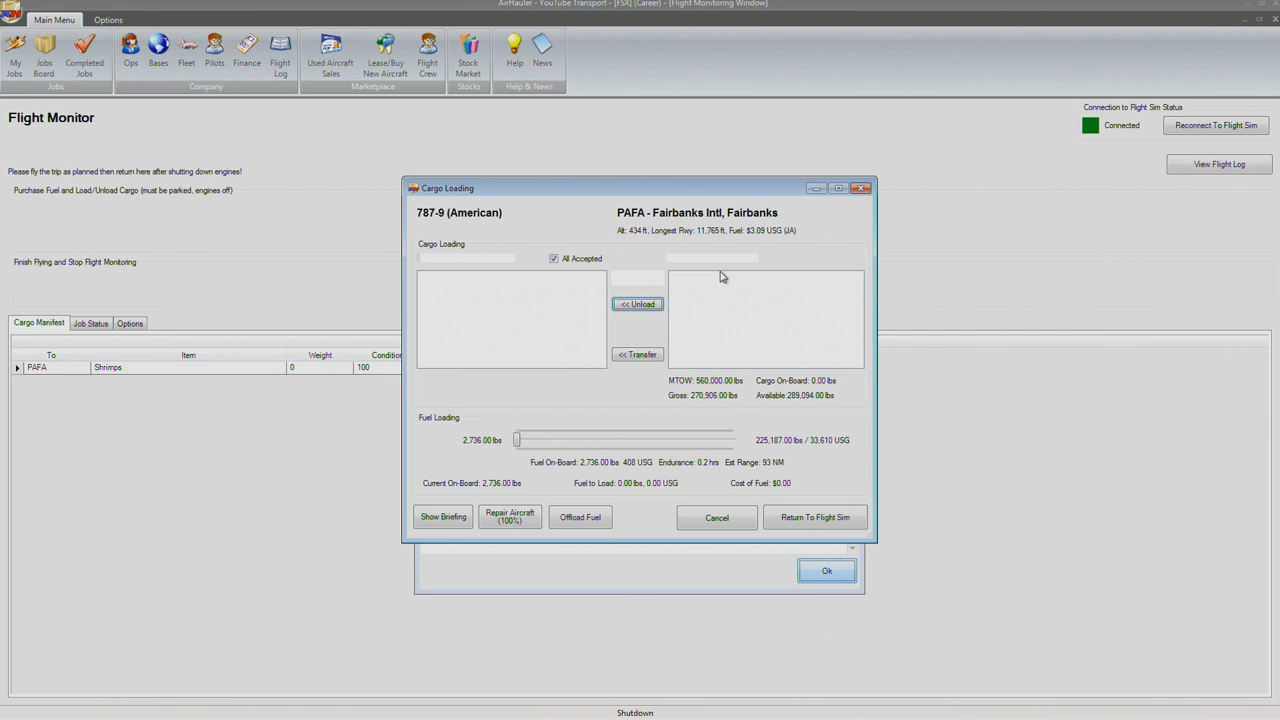 AirHauler - YouTube Transport - [FSX] (Career) - [Flight Monitoring Window]
Main Menu
Options
My Jobs
Jobs Board
Completed Jobs
Ops
Bases
Fleet
Pilots
Finance
Flight Log
Used Aircraft Sales
Lease/Buy New Aircraft
Flight Crew
Stock Market
Help
News
Jobs
Company
Marketplace
Stocks
Help & News
Flight Monitor
Connection to Flight Sim Status
Connected
Reconnect To Flight Sim
View Flight Log
Please fly the trip as planned then return here after shutting down engines!
Purchase Fuel and Load/Unload Cargo (must be parked, engines off)
Finish Flying and Stop Flight Monitoring
Cargo Manifest
Job Status
Options
To Item Weight Conditio
PAFA Shrimps 0 100
Cargo Loading
787-9 (American)
PAFA - Fairbanks Intl, Fairbanks
Alt: 434 ft, Longest Rwy: 11,765 ft, Fuel: $3.09 USG (JA)
Cargo Loading
All Accepted
<< Unload
<< Transfer
MTOW: 560,000.00 lbs Cargo On-Board: 0.00 lbs
Gross: 270,906.00 lbs Available:289,094.00 lbs
Fuel Loading
2,736.00 lbs
225,187.00 lbs / 33,610 USG
Fuel On-Board: 2,736.00 lbs 408 USG Endurance: 0.2 hrs Est Range: 93 NM
Current On-Board: 2,736.00 lbs Fuel to Load: 0.00 lbs, 0.00 USG Cost of Fuel: $0.00
Show Briefing
Repair Aircraft
(100%)
Offload Fuel
Cancel
Return To Flight Sim
Ok
Shutdown